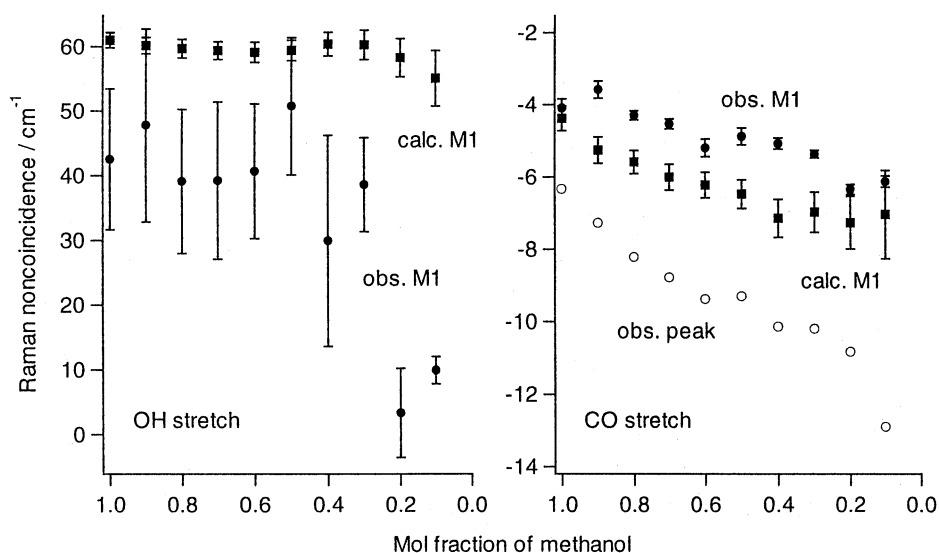 Raman noncoincidence / cm⁻¹
60
50
40
30
20
10
0
calc. M1
obs. M1
OH stretch
1.0 0.8 0.6 0.4 0.2 0.0
-2
-4
-6
-8
-10
-12
-14
obs. M1
calc. M1
obs. peak
CO stretch
1.0 0.8 0.6 0.4 0.2 0.0
Mol fraction of methanol